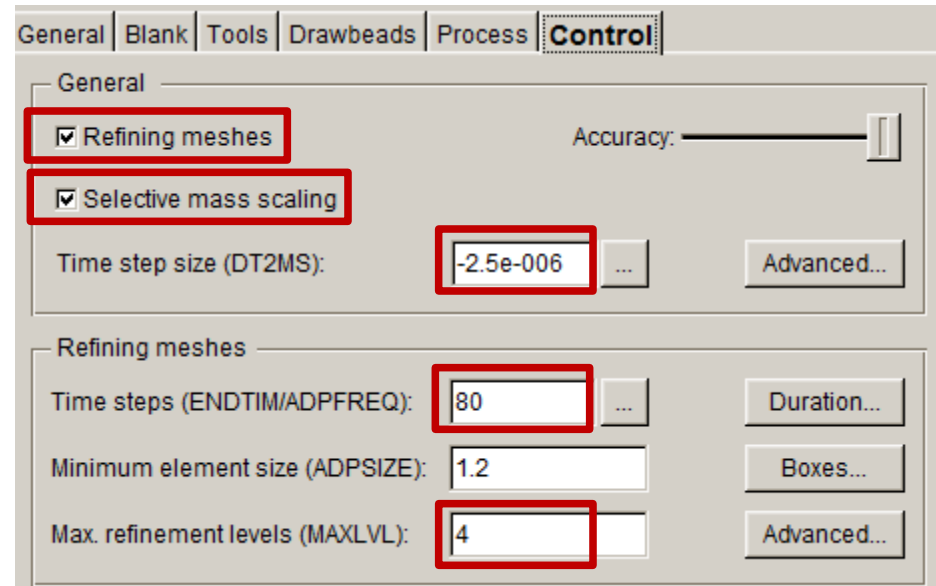 General Blank Tools Drawbeads Process Control
General
Refining meshes Accuracy:
Selective mass scaling
Time step size (DT2MS): -2.5e-006 ... Advanced...
Refining meshes
Time steps (ENDTIM/ADPFREQ): 80 ... Duration...
Minimum element size (ADPSIZE): 1.2 Boxes...
Max. refinement levels (MAXLVL): 4 Advanced...